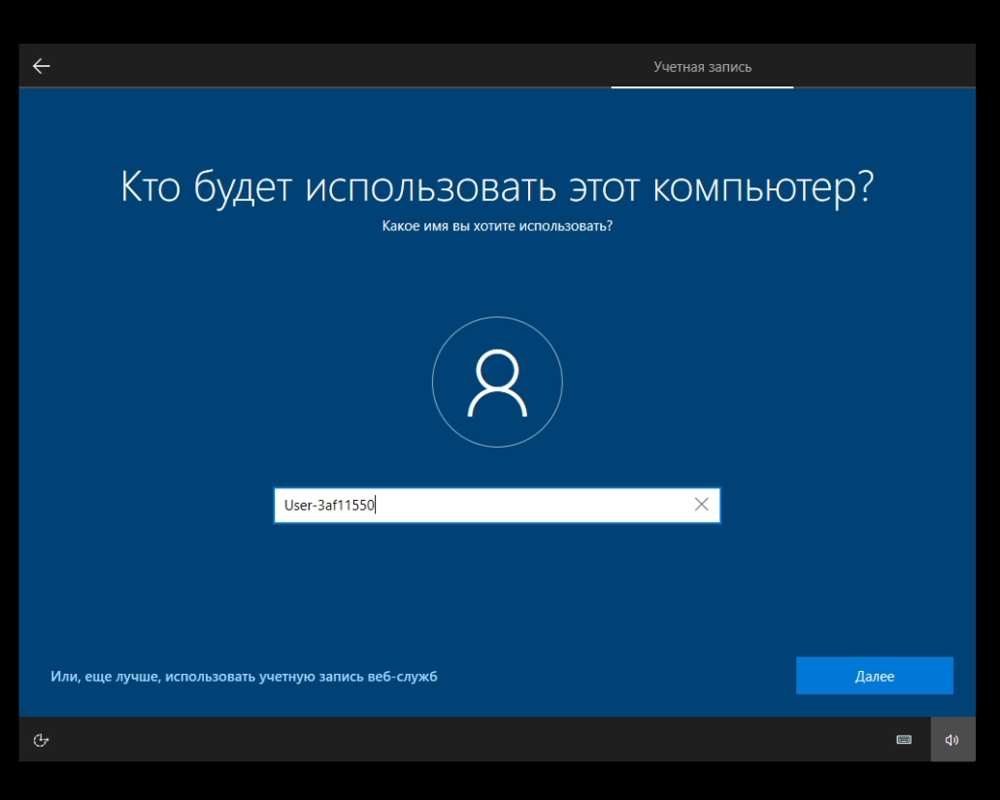 Учетная запись
Кто будет использовать этот компьютер?
Какое имя вы хотите использовать?
User-3af11550
Или, еще лучше, использовать учетную запись веб-служб
Далее